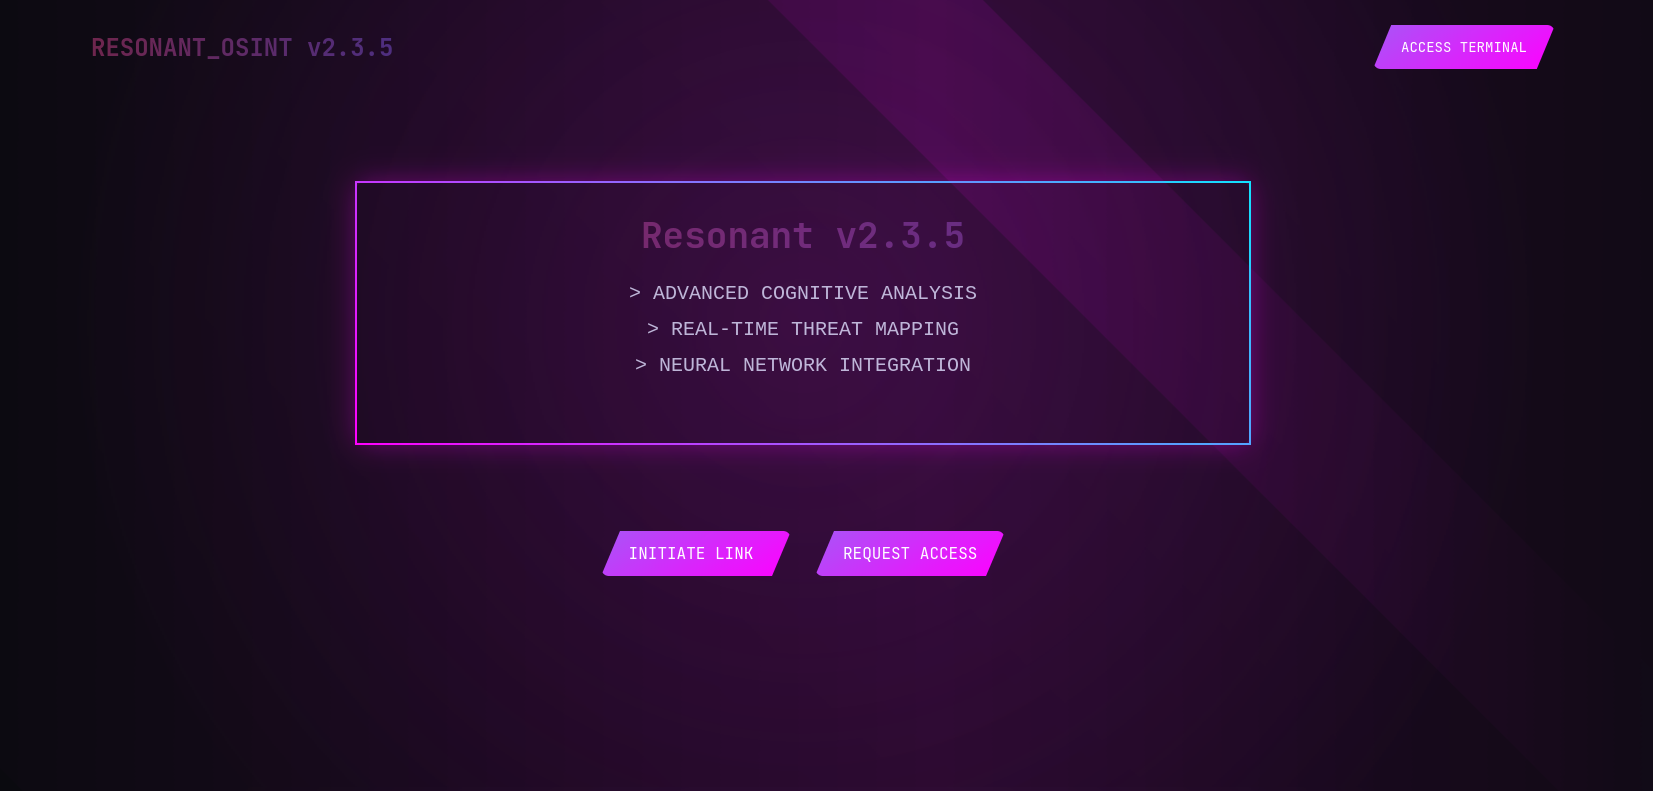 RESONANT_OSINT v2.3.5
ACCESS TERMINAL
Resonant v2.3.5
> ADVANCED COGNITIVE ANALYSIS
> REAL-TIME THREAT MAPPING
> NEURAL NETWORK INTEGRATION
INITIATE LINK
REQUEST ACCESS